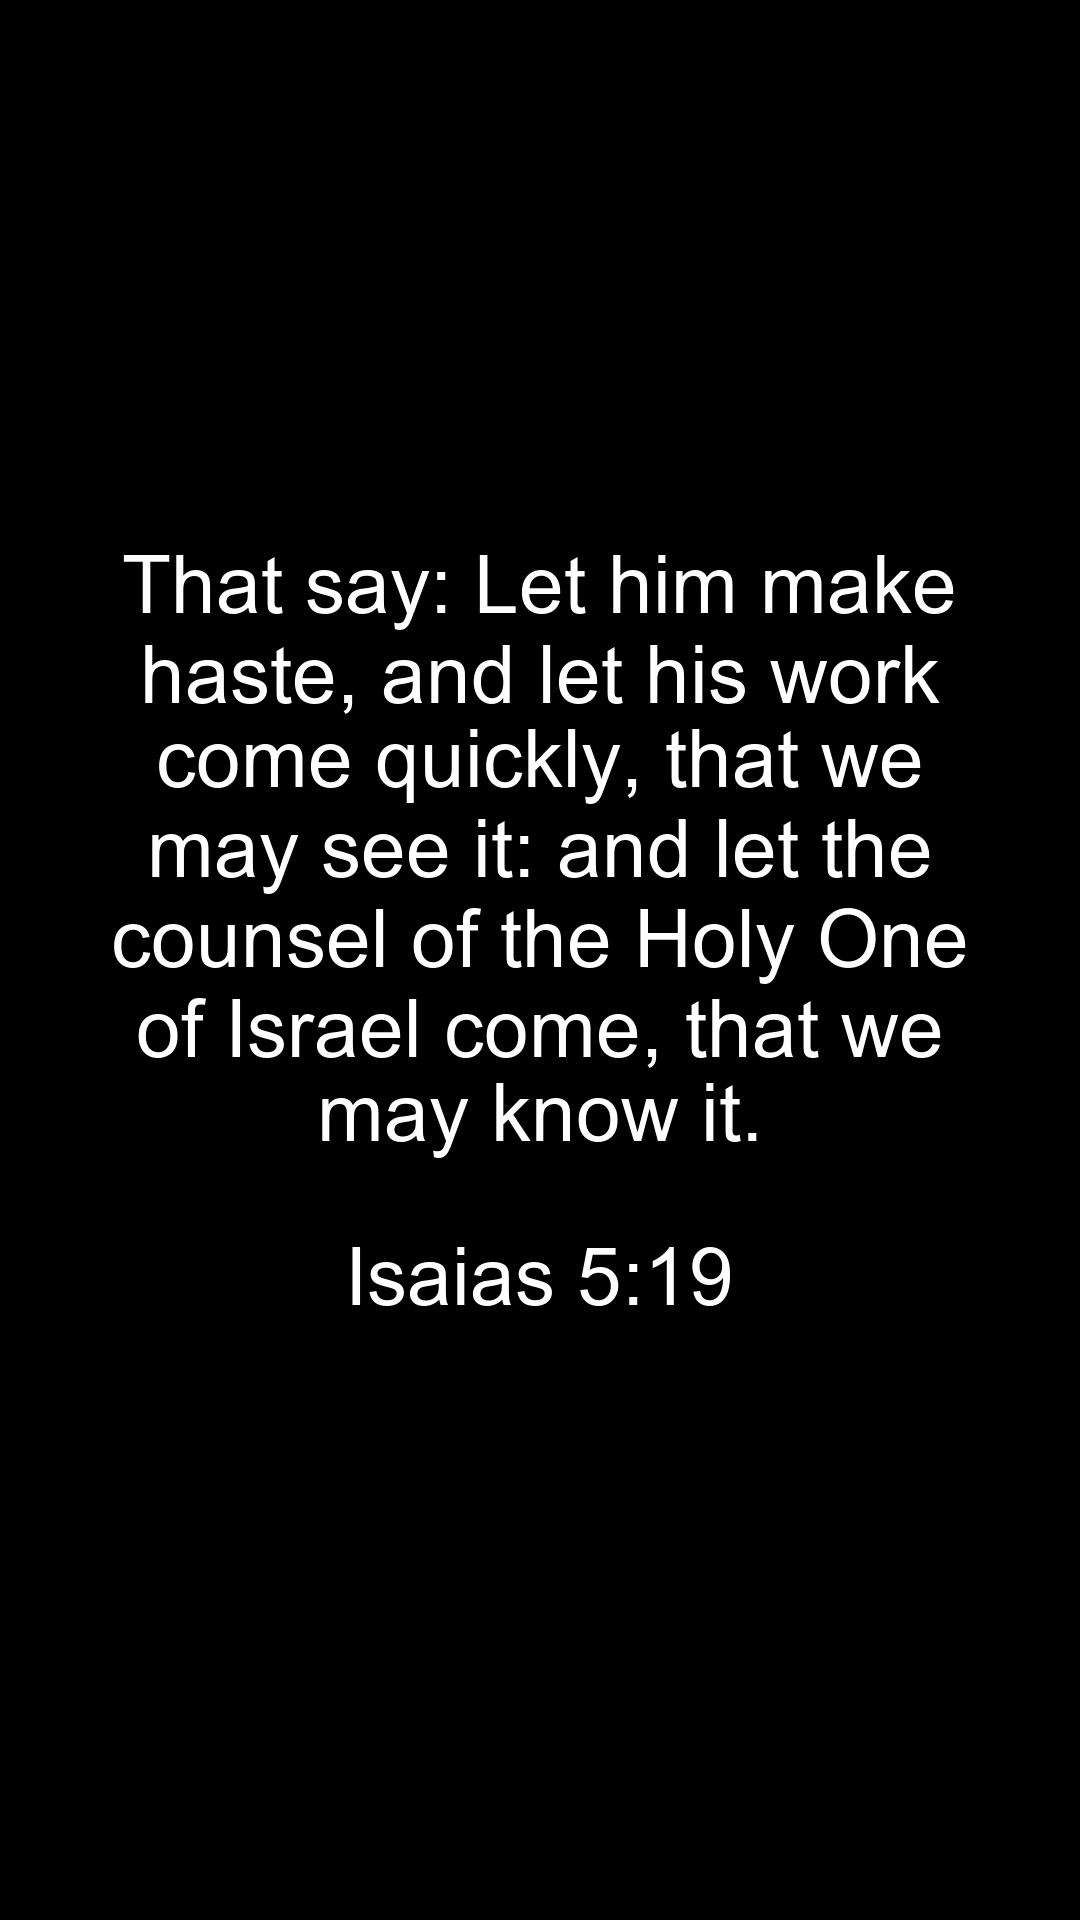 That say: Let him make
haste, and let his work
come quickly, that we
may see it: and let the
counsel of the Holy One
of Israel come, that we
may know it.
Isaias 5:19